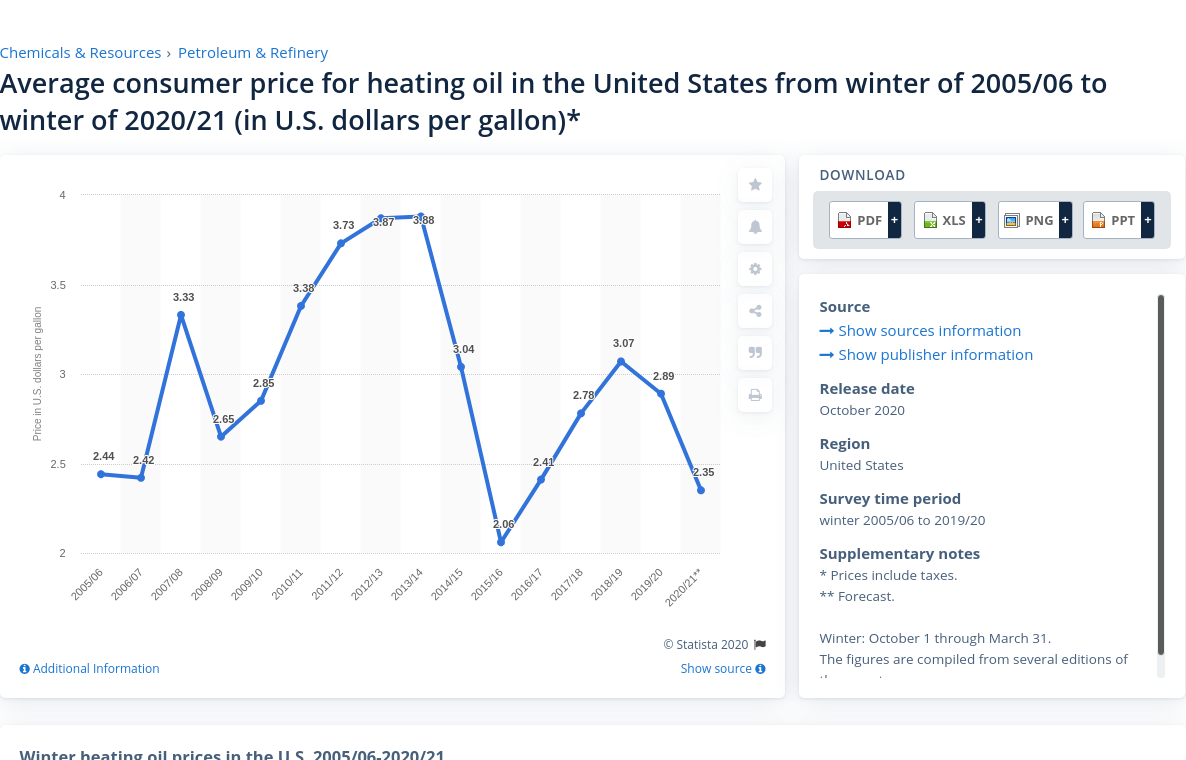 Chemicals & Resources › Petroleum & Refinery
Average consumer price for heating oil in the United States from winter of 2005/06 to
winter of 2020/21 (in U.S. dollars per gallon)*
Price in U.S. dollars per gallon
4
3.5
3
2.5
2
2.44
2.42
3.33
2.65
2.85
3.38
3.73
3.87
3.88
3.04
2.06
2.41
2.78
3.07
2.89
2.35
2005/06
2006/07
2007/08
2008/09
2009/10
2010/11
2011/12
2012/13
2013/14
2014/15
2015/16
2016/17
2017/18
2018/19
2019/20
2020/21**
© Statista 2020
Additional Information
Show source
DOWNLOAD
PDF + XLS + PNG + PPT +
Source
Show sources information
Show publisher information
Release date
October 2020
Region
United States
Survey time period
winter 2005/06 to 2019/20
Supplementary notes
* Prices include taxes.
** Forecast.
Winter: October 1 through March 31.
The figures are compiled from several editions of
Winter heating oil prices in the U.S. 2005/06-2020/21